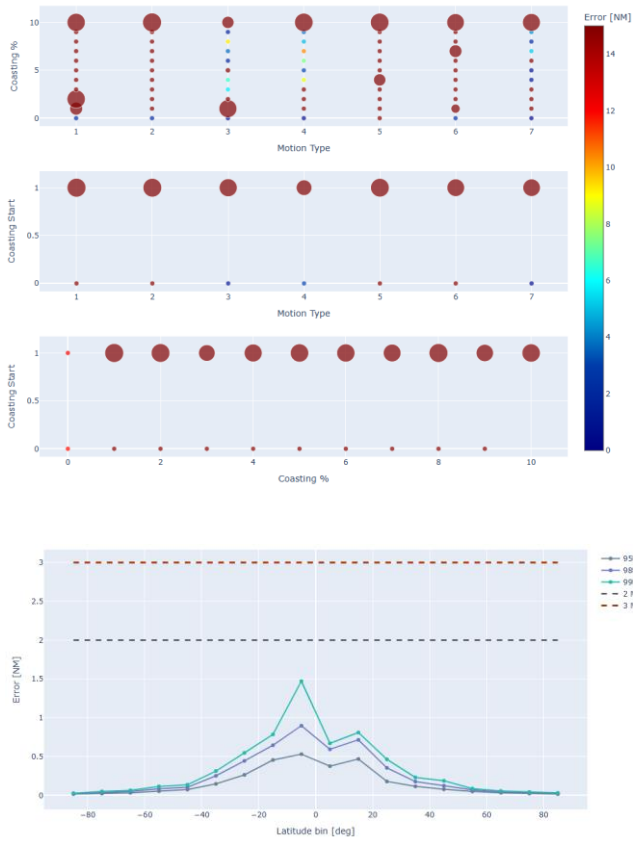 Error [NM]
10
5
0
Coasting %
1 2 3 4 5 6 7
Motion Type
1
0.5
0
Coasting Start
1 2 3 4 5 6 7
Motion Type
1
0.5
0
Coasting Start
0 2 4 6 8 10
Coasting %
14
12
10
8
6
4
2
0
3
2.5
2
1.5
1
0.5
0
Error [NM]
−80 −60 −40 −20 0 20 40 60 80
Latitude bin [deg]
95
98
99
2
3